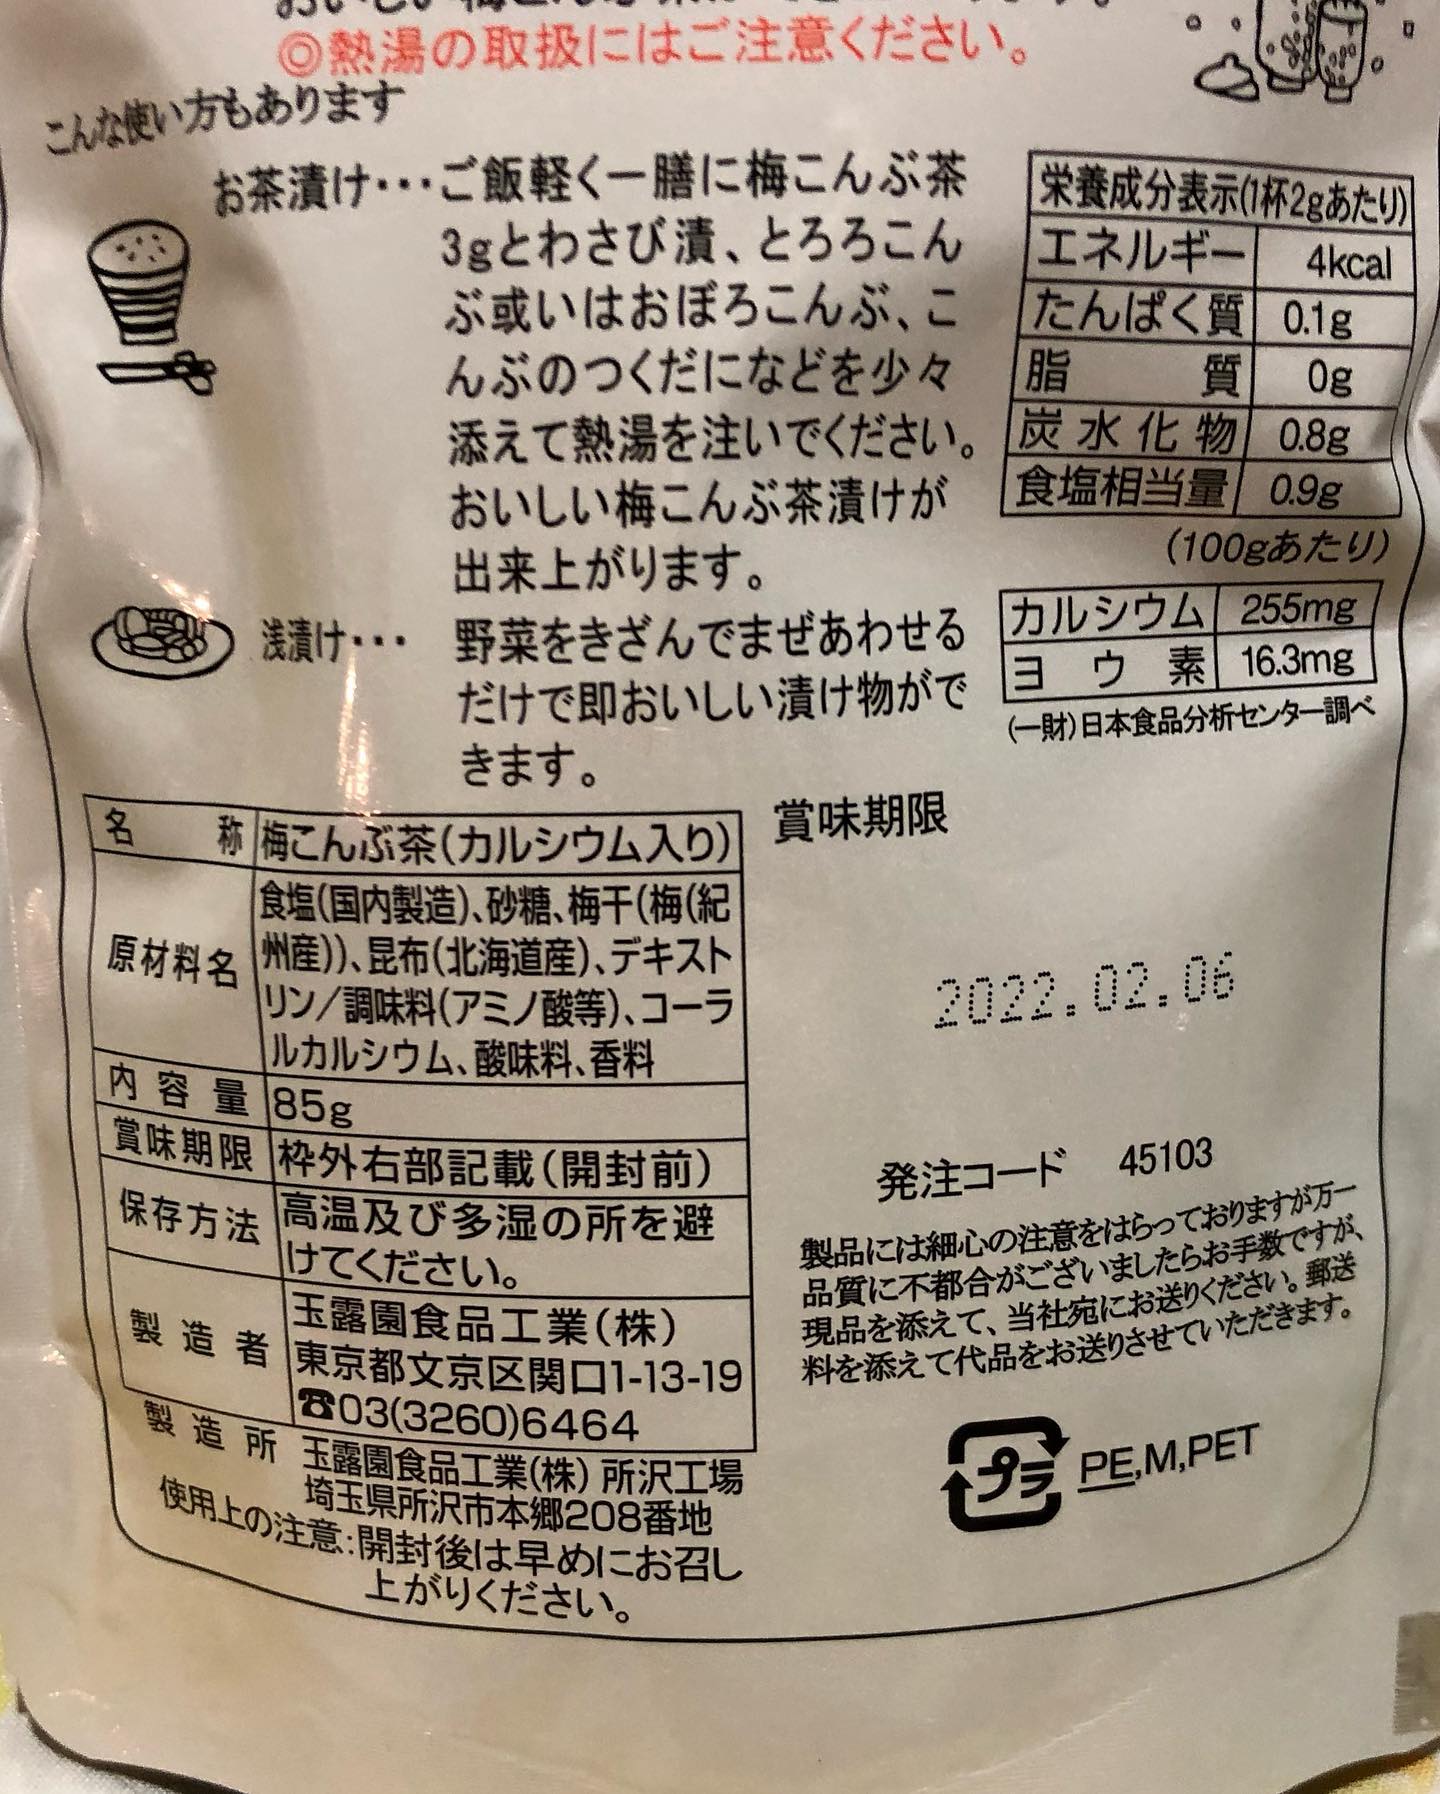 ◎熱湯の取扱にはご注意ください。
こんな使い方もあります
お茶漬け・・・ご飯軽く一膳に梅こんぶ茶
3gとわさび漬、とろろこん
ぶ或いはおぼろこんぶ、こ
んぶのつくだになどを少々
添えて熱湯を注いでください。
おいしい梅こんぶ茶漬けが
出来上がります。
浅漬け・・・ 野菜をきざんでまぜあわせる
だけで即おいしい漬け物がで
きます。
栄養成分表示(1杯2gあたり)
エネルギー 4kcal
たんぱく質 0.1g
脂質 0g
炭水化物 0.8g
食塩相当量 0.9g
(100gあたり)
カルシウム 255mg
ヨウ素 16.3mg
(一財)日本食品分析センター調べ
名称 梅こんぶ茶(カルシウム入り)
原材料名 食塩(国内製造)、砂糖、梅干(梅(紀
州産))、昆布(北海道産)、デキスト
リン/調味料(アミノ酸等)、コーラ
ルカルシウム、酸味料、香料
内容量 85g
賞味期限 枠外右部記載(開封前)
保存方法 高温及び多湿の所を避
けてください。
製造者 玉露園食品工業(株)
東京都文京区関口1-13-19
☎03(3260)6464
製造所 玉露園食品工業(株) 所沢工場
埼玉県所沢市本郷208番地
使用上の注意:開封後は早めにお召し
上がりください。
賞味期限
2022.02.06
発注コード 45103
製品には細心の注意をはらっておりますが万一
品質に不都合がございましたらお手数ですが、
現品を添えて、当社宛にお送りください。郵送
料を添えて代品をお送りさせていただきます。
プラ PE,M,PET